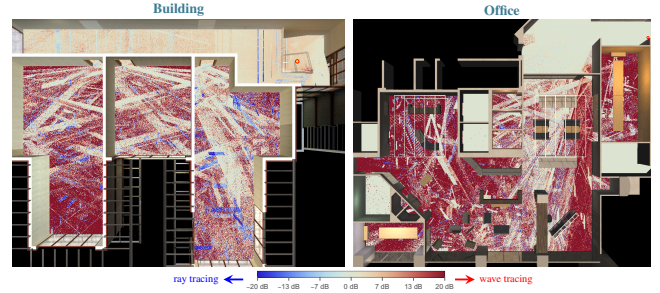 Building
Office
ray tracing
wave tracing
−20 dB
−13 dB
−7 dB
0 dB
7 dB
13 dB
20 dB